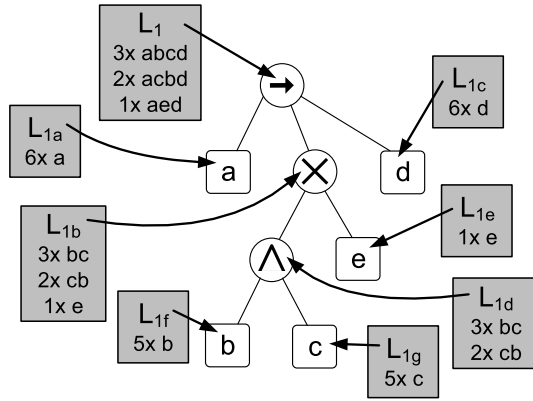 L1
3x abcd
2x acbd
1x aed
→
L1c
6x d
L1a
6x a
a
×
d
L1b
3x bc
2x cb
1x e
L1e
1x e
∧
e
L1d
3x bc
2x cb
L1f
5x b
b
c
L1g
5x c